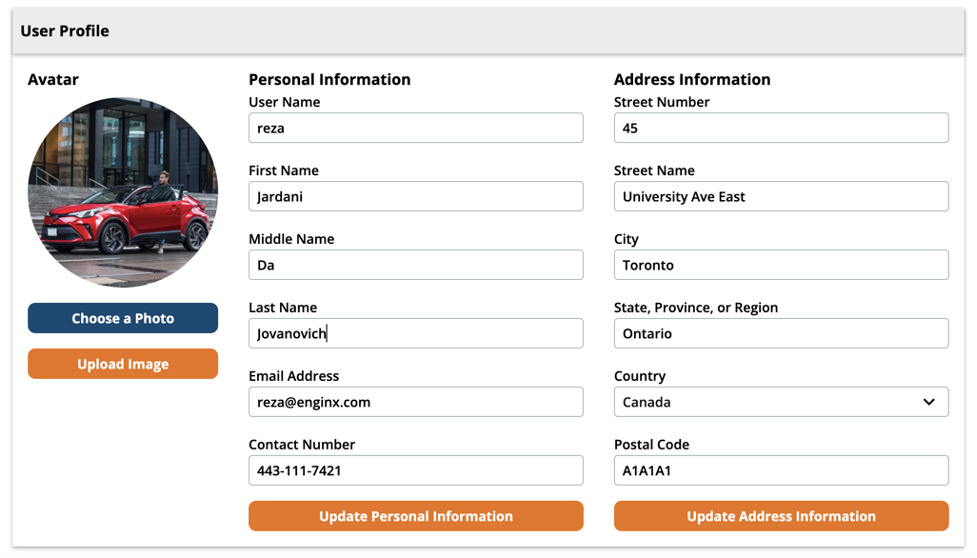 User Profile
Avatar
Choose a Photo
Upload Image
Personal Information
User Name
reza
First Name
Jardani
Middle Name
Da
Last Name
Jovanovich
Email Address
reza@enginx.com
Contact Number
443-111-7421
Update Personal Information
Address Information
Street Number
45
Street Name
University Ave East
City
Toronto
State, Province, or Region
Ontario
Country
Canada
Postal Code
A1A1A1
Update Address Information